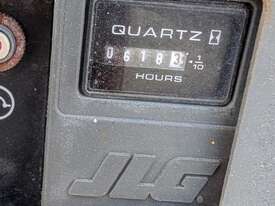 QUARTZ
06183 1/10
HOURS
JLG
®